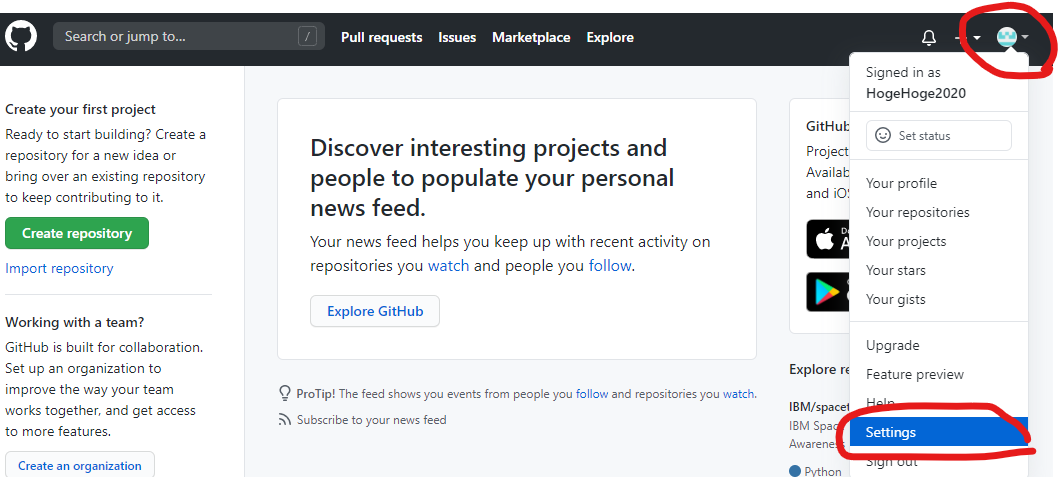 Search or jump to...
/
Pull requests
Issues
Marketplace
Explore
Create your first project
Ready to start building? Create a
repository for a new idea or
bring over an existing repository
to keep contributing to it.
Create repository
Import repository
Working with a team?
GitHub is built for collaboration.
Set up an organization to
improve the way your team
works together, and get access
to more features.
Create an organization
Discover interesting projects and
people to populate your personal
news feed.
Your news feed helps you keep up with recent activity on
repositories you watch and people you follow.
Explore GitHub
ProTip! The feed shows you events from people you follow and repositories you watch.
Subscribe to your news feed
GitHub
Project
Availa
and iOS
Explore re
IBM/spacet
IBM Spac
Awareness
Python
Signed in as
HogeHoge2020
Set status
Your profile
Your repositories
Your projects
Your stars
Your gists
Upgrade
Feature preview
Help
Settings
Sign out